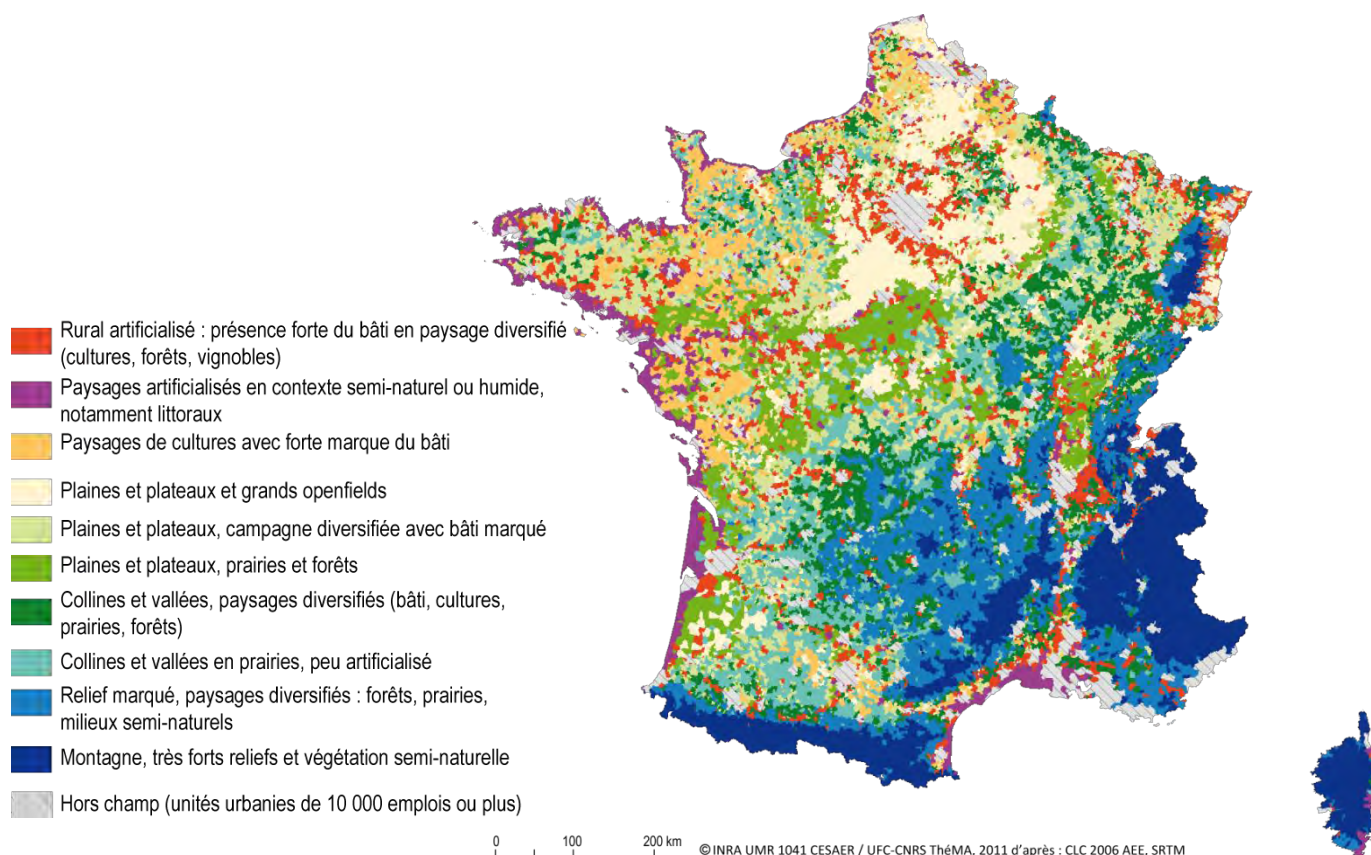 Rural artificialisé : présence forte du bâti en paysage diversifié
(cultures, forêts, vignobles)
Paysages artificialisés en contexte semi-naturel ou humide,
notamment littoraux
Paysages de cultures avec forte marque du bâti
Plaines et plateaux et grands openfields
Plaines et plateaux, campagne diversifiée avec bâti marqué
Plaines et plateaux, prairies et forêts
Collines et vallées, paysages diversifiés (bâti, cultures,
prairies, forêts)
Collines et vallées en prairies, peu artificialisé
Relief marqué, paysages diversifiés : forêts, prairies,
milieux semi-naturels
Montagne, très forts reliefs et végétation semi-naturelle
Hors champ (unités urbanies de 10 000 emplois ou plus)
0 100 200 km
©INRA UMR 1041 CESAER / UFC-CNRS ThéMA, 2011 d'après : CLC 2006 AEE, SRTM